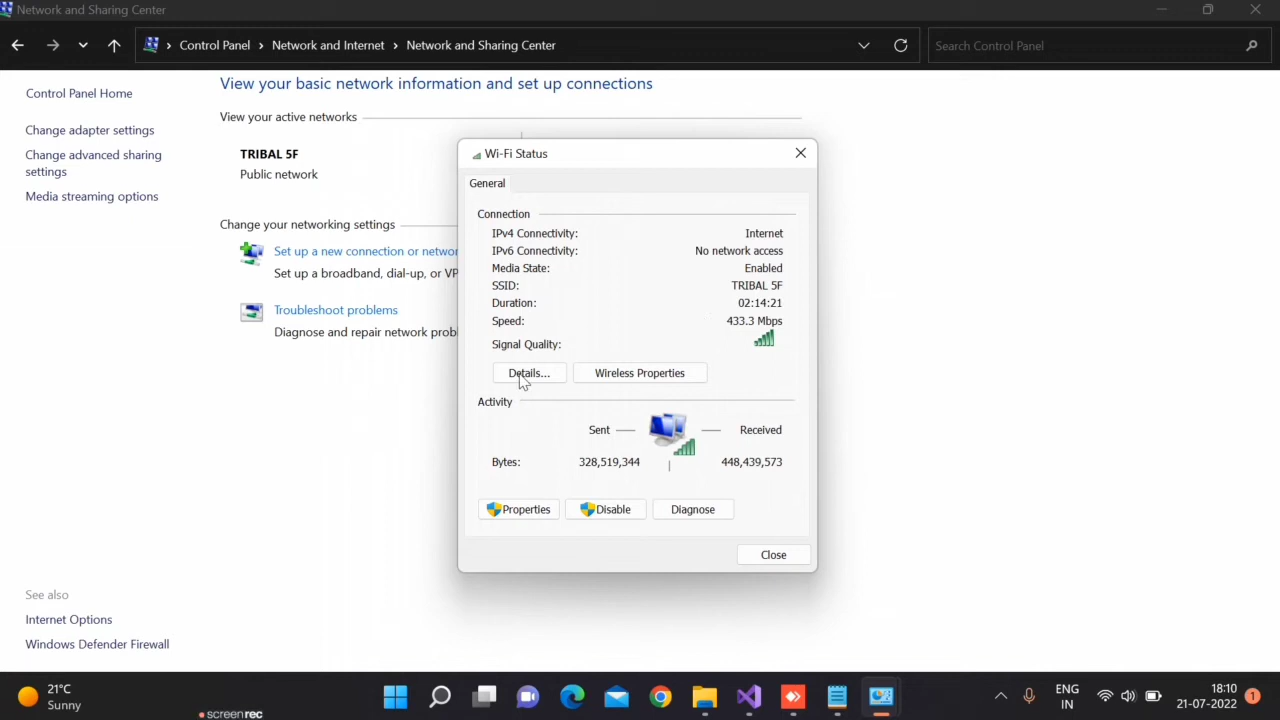 Network and Sharing Center
Control Panel > Network and Internet > Network and Sharing Center
Search Control Panel
Control Panel Home
Change adapter settings
Change advanced sharing
settings
Media streaming options
View your basic network information and set up connections
View your active networks
TRIBAL 5F
Public network
Change your networking settings
Set up a new connection or networ
Set up a broadband, dial-up, or VP
Troubleshoot problems
Diagnose and repair network probl
Wi-Fi Status
General
Connection
IPv4 Connectivity: Internet
IPv6 Connectivity: No network access
Media State: Enabled
SSID: TRIBAL 5F
Duration: 02:14:21
Speed: 433.3 Mbps
Signal Quality:
Details... Wireless Properties
Activity
Sent Received
Bytes: 328,519,344 448,439,573
Properties Disable Diagnose
Close
See also
Internet Options
Windows Defender Firewall
21°C
Sunny
screenrec
ENG
IN
18:10
21-07-2022
1